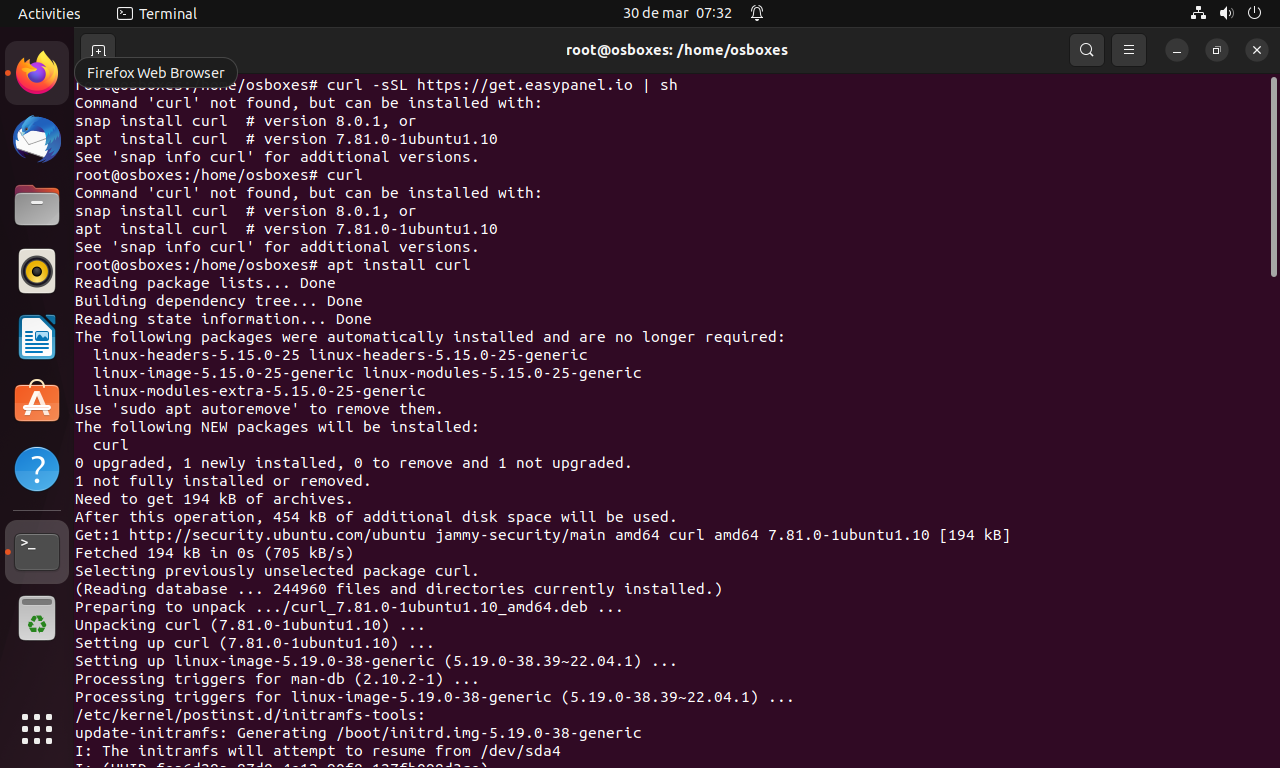 Activities
Terminal
30 de mar 07:32
root@osboxes: /home/osboxes
Firefox Web Browser
root@osboxes:/home/osboxes# curl -sSL https://get.easypanel.io | sh
Command 'curl' not found, but can be installed with:
snap install curl  # version 8.0.1, or
apt  install curl  # version 7.81.0-1ubuntu1.10
See 'snap info curl' for additional versions.
root@osboxes:/home/osboxes# curl
Command 'curl' not found, but can be installed with:
snap install curl  # version 8.0.1, or
apt  install curl  # version 7.81.0-1ubuntu1.10
See 'snap info curl' for additional versions.
root@osboxes:/home/osboxes# apt install curl
Reading package lists... Done
Building dependency tree... Done
Reading state information... Done
The following packages were automatically installed and are no longer required:
  linux-headers-5.15.0-25 linux-headers-5.15.0-25-generic
  linux-image-5.15.0-25-generic linux-modules-5.15.0-25-generic
  linux-modules-extra-5.15.0-25-generic
Use 'sudo apt autoremove' to remove them.
The following NEW packages will be installed:
  curl
0 upgraded, 1 newly installed, 0 to remove and 1 not upgraded.
1 not fully installed or removed.
Need to get 194 kB of archives.
After this operation, 454 kB of additional disk space will be used.
Get:1 http://security.ubuntu.com/ubuntu jammy-security/main amd64 curl amd64 7.81.0-1ubuntu1.10 [194 kB]
Fetched 194 kB in 0s (705 kB/s)
Selecting previously unselected package curl.
(Reading database ... 244960 files and directories currently installed.)
Preparing to unpack .../curl_7.81.0-1ubuntu1.10_amd64.deb ...
Unpacking curl (7.81.0-1ubuntu1.10) ...
Setting up curl (7.81.0-1ubuntu1.10) ...
Setting up linux-image-5.19.0-38-generic (5.19.0-38.39~22.04.1) ...
Processing triggers for man-db (2.10.2-1) ...
Processing triggers for linux-image-5.19.0-38-generic (5.19.0-38.39~22.04.1) ...
/etc/kernel/postinst.d/initramfs-tools:
update-initramfs: Generating /boot/initrd.img-5.19.0-38-generic
I: The initramfs will attempt to resume from /dev/sda4